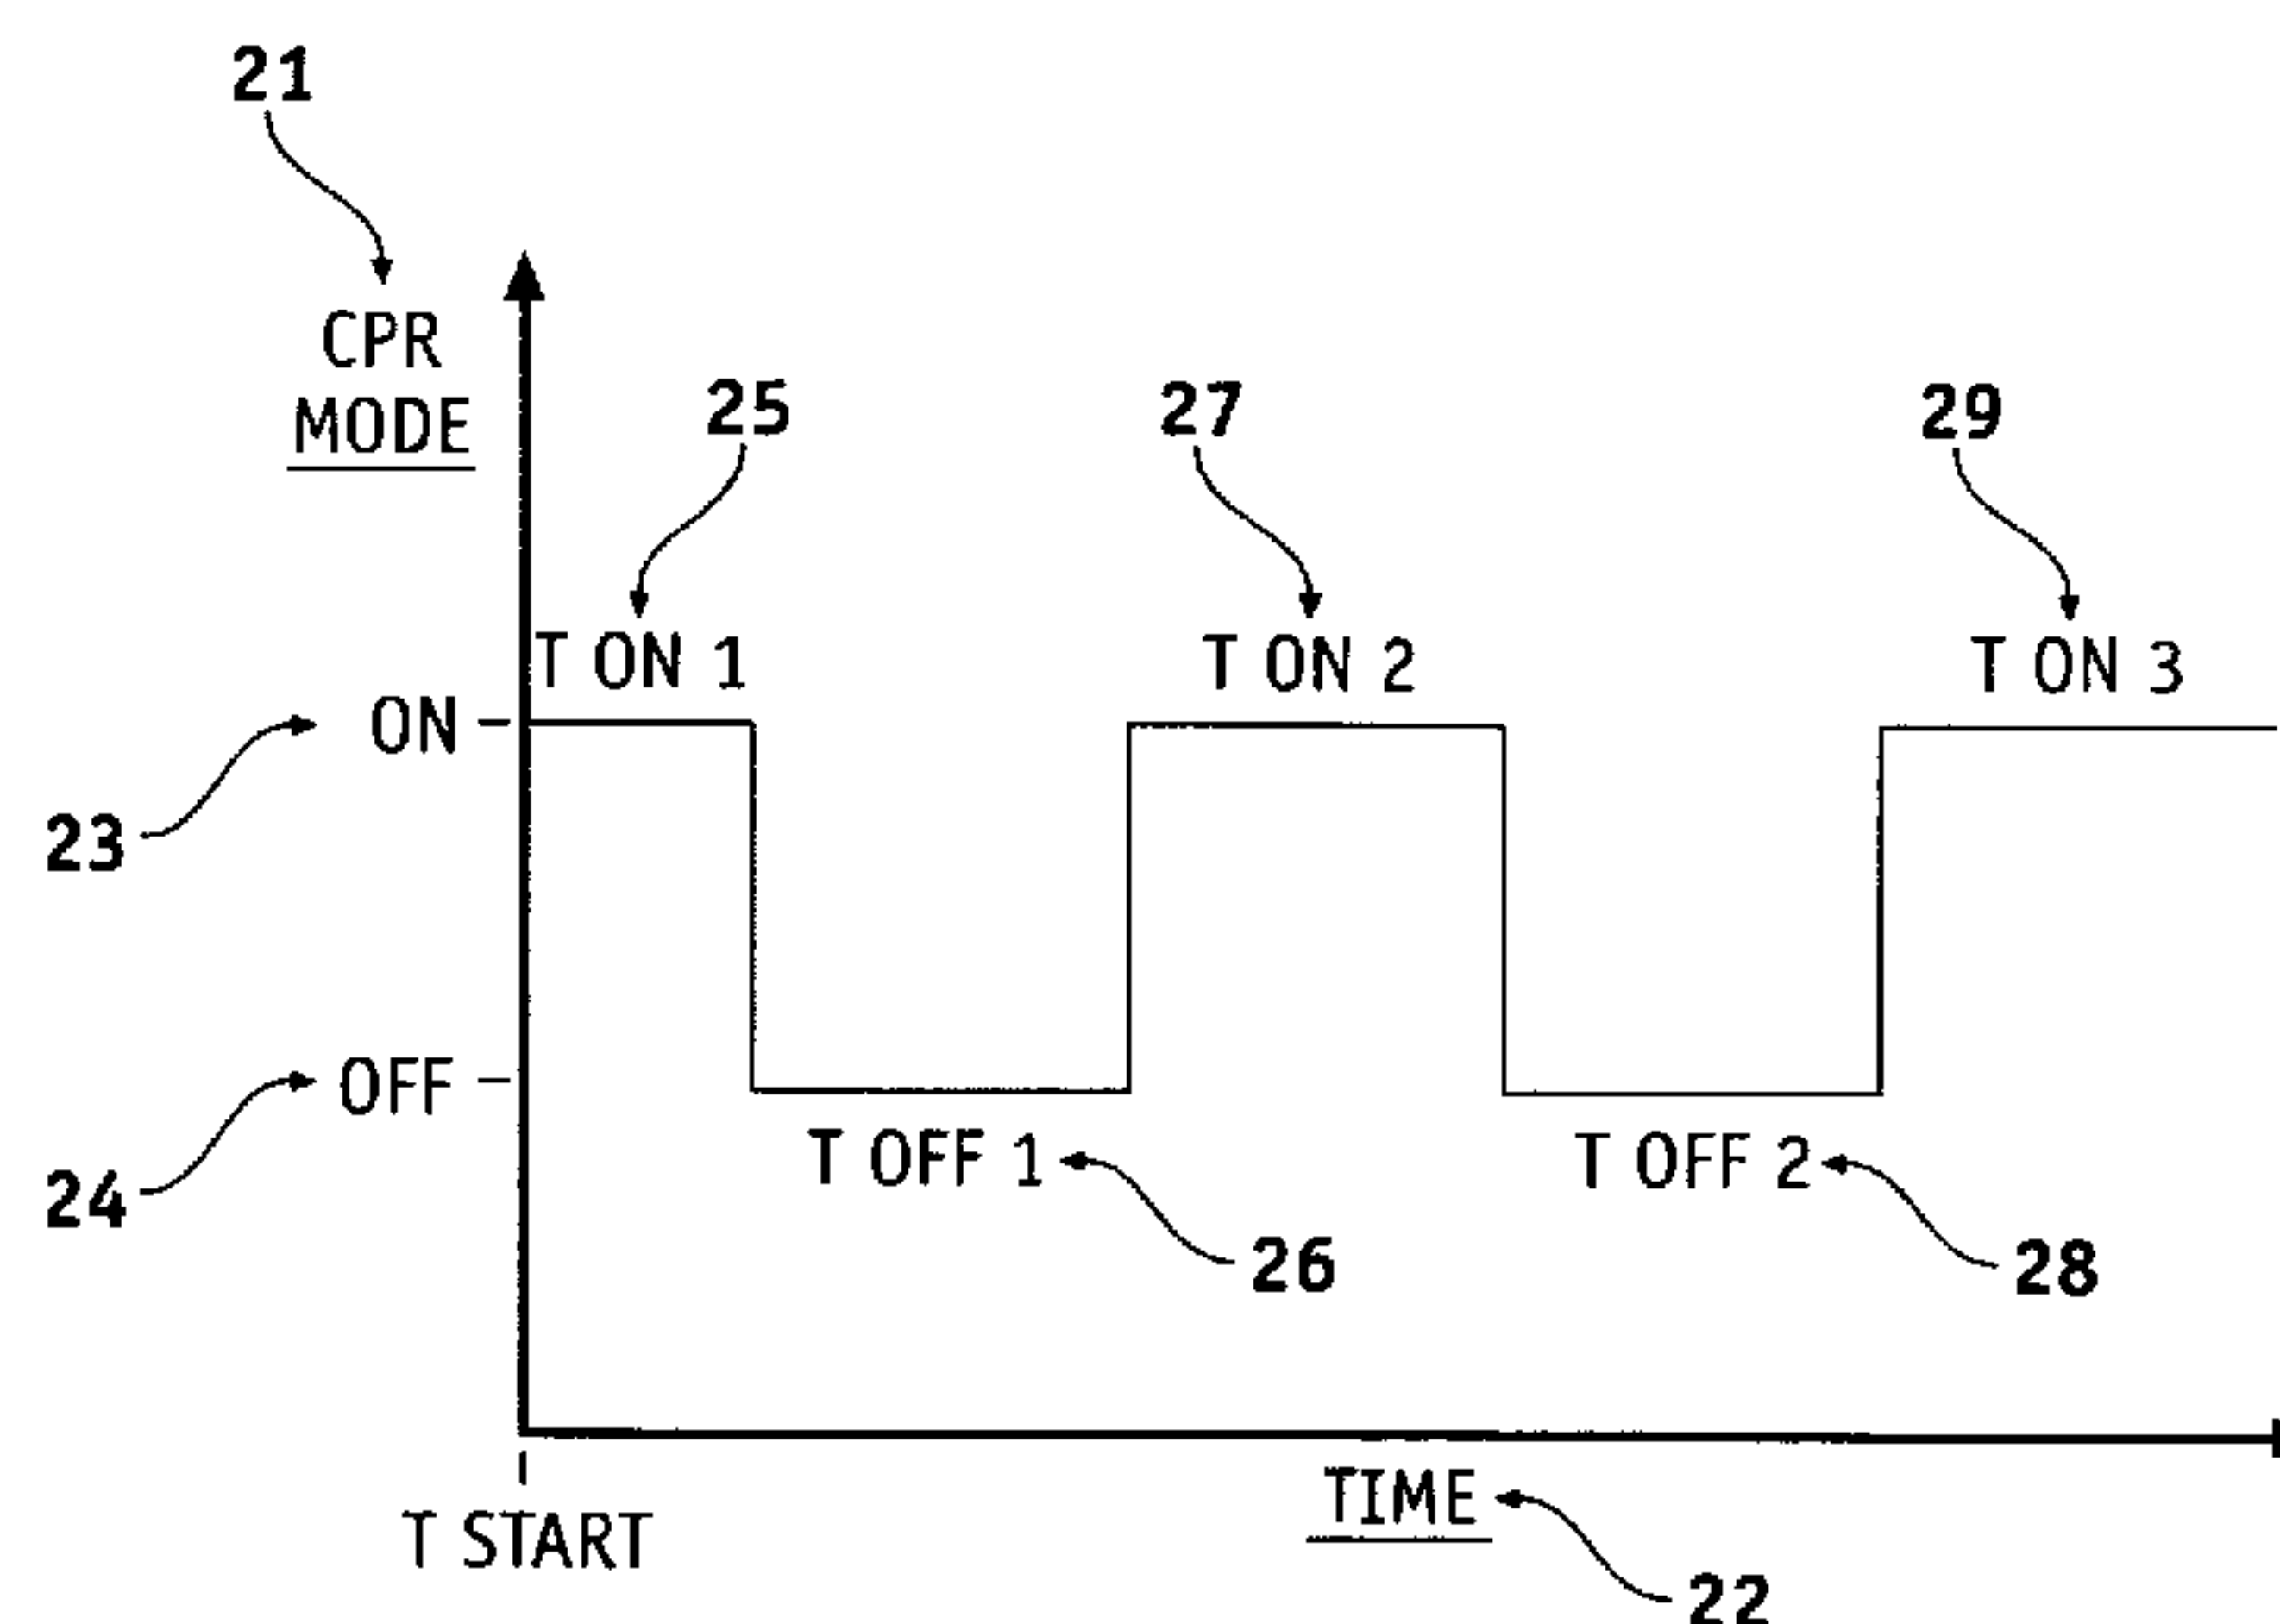 21
CPR
MODE
25
27
29
T ON 1
T ON 2
T ON 3
ON
23
OFF
24
T OFF 1
T OFF 2
26
28
TIME
T START
22